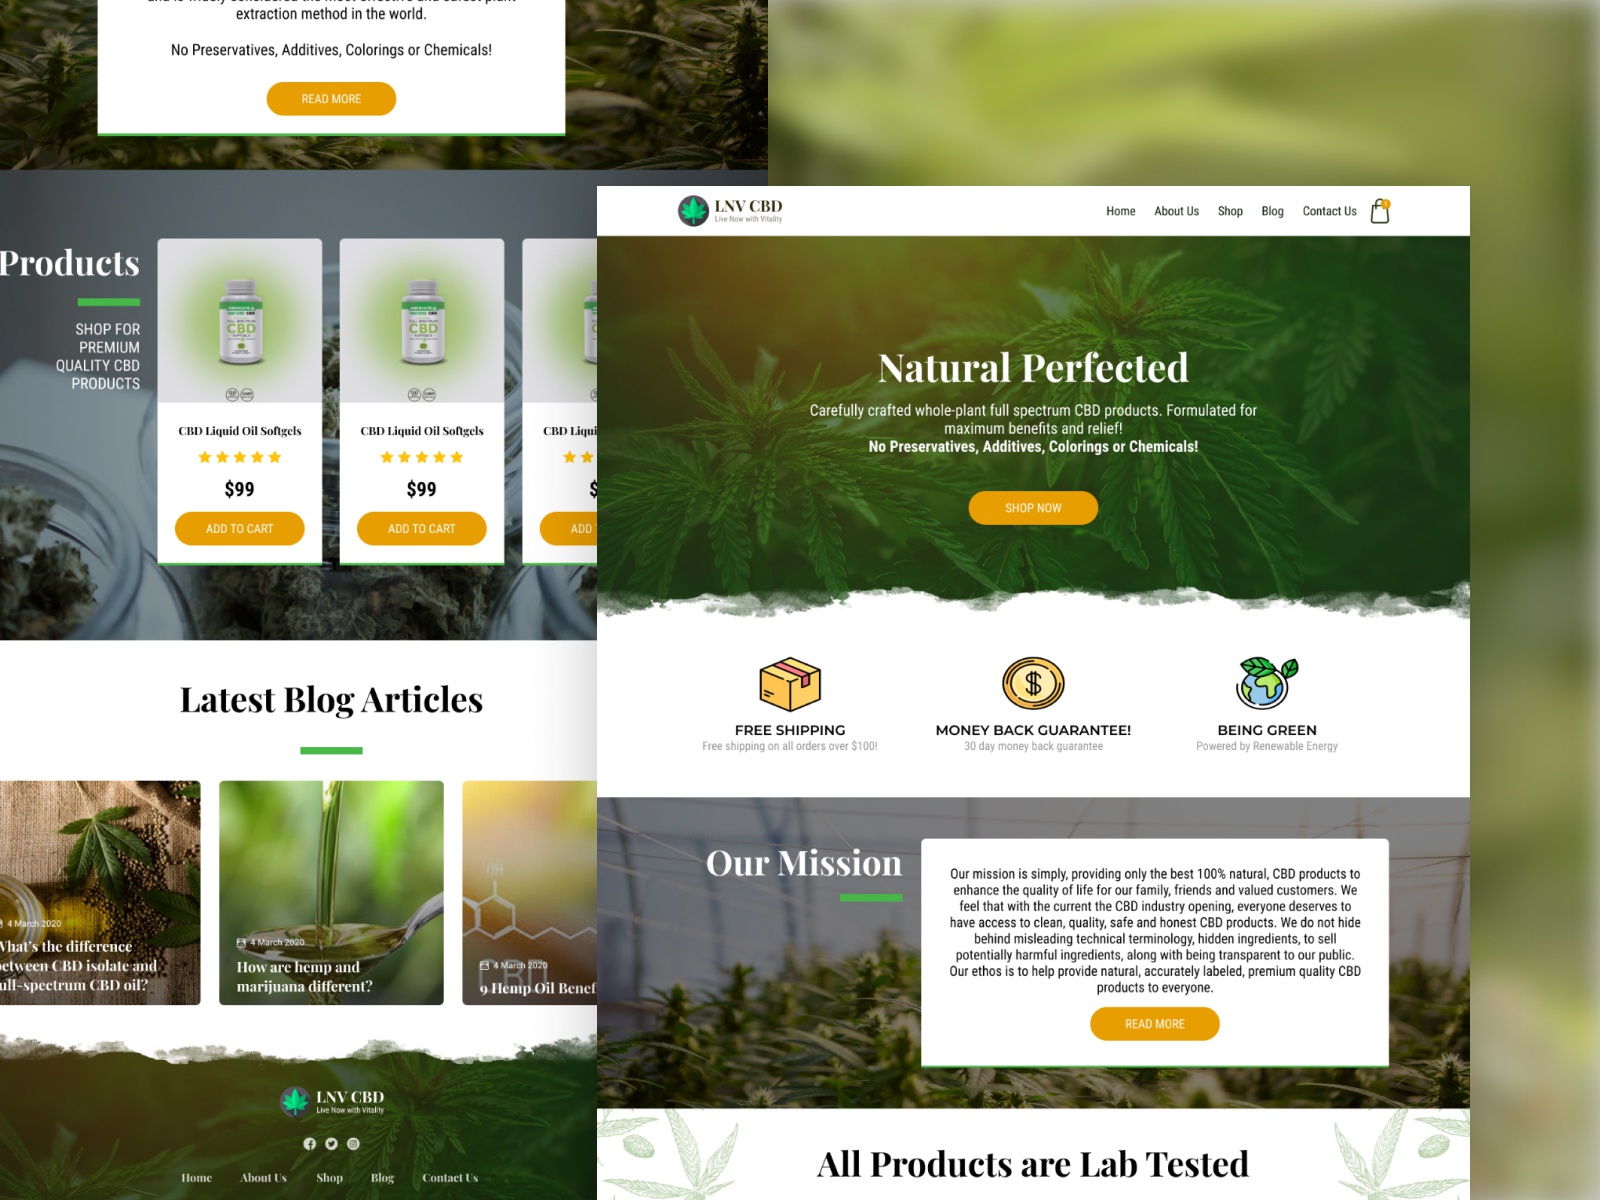 extraction method in the world.
No Preservatives, Additives, Colorings or Chemicals!
READ MORE
Products
SHOP FOR
PREMIUM
QUALITY CBD
PRODUCTS
CBD
CBD Liquid Oil Softgels
$99
ADD TO CART
CBD
CBD Liquid Oil Softgels
$99
ADD TO CART
CBD
$
ADD
Latest Blog Articles
4 March 2020
What's the difference
between CBD isolate and
full-spectrum CBD oil?
4 March 2020
How are hemp and
marijuana different?
OH
4 March 2020
9 Hemp Oil
LNV CBD
Live Now with Vitality
Home About Us Shop Blog Contact Us
LNV CBD
Live Now with Vitality
Home About Us Shop Blog Contact Us
Natural Perfected
Carefully crafted whole-plant full spectrum CBD products. Formulated for
maximum benefits and relief!
No Preservatives, Additives, Colorings or Chemicals!
SHOP NOW
FREE SHIPPING
Free shipping on all orders over $100!
MONEY BACK GUARANTEE!
30 day money back guarantee
BEING GREEN
Powered by Renewable Energy
Our Mission
Our mission is simply, providing only the best 100% natural, CBD products to
enhance the quality of life for our family, friends and valued customers. We
feel that with the current the CBD industry opening, everyone deserves to
have access to clean, quality, safe and honest CBD products. We do not hide
behind misleading technical terminology, hidden ingredients, to sell
potentially harmful ingredients, along with being transparent to our public.
Our ethos is to help provide natural, accurately labeled, premium quality CBD
products to everyone.
READ MORE
All Products are Lab Tested